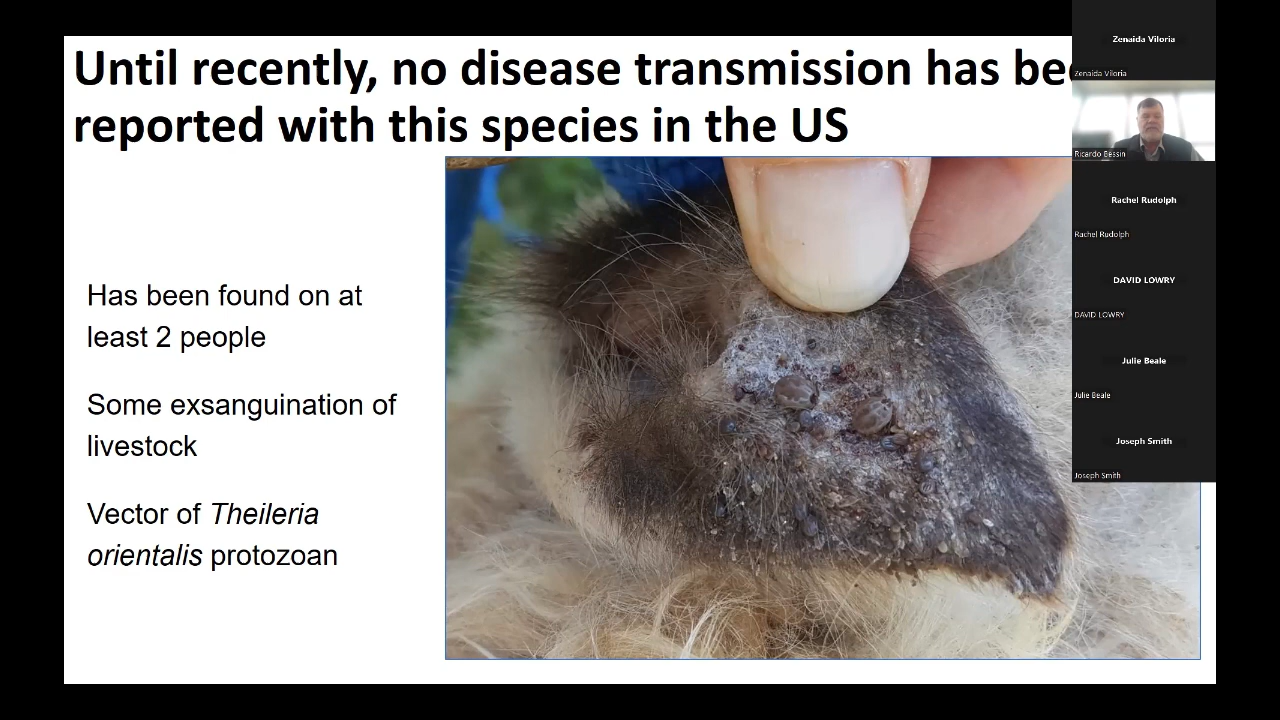 Until recently, no disease transmission has bee
reported with this species in the US
Has been found on at
least 2 people
Some exsanguination of
livestock
Vector of Theileria
orientalis protozoan
Zenaida Viloria
Zenaida Viloria
Ricardo Bessin
Rachel Rudolph
Rachel Rudolph
DAVID LOWRY
DAVID LOWRY
Julie Beale
Julie Beale
Joseph Smith
Joseph Smith